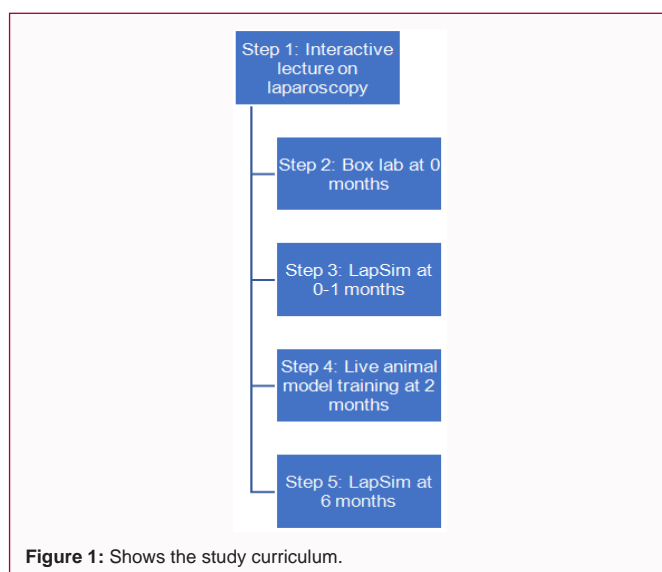 Step 1: Interactive
lecture on
laparoscopy
Step 2: Box lab at 0
months
Step 3: LapSim at
0-1 months
Step 4: Live animal
model training at 2
months
Step 5: LapSim at
6 months
Figure 1: Shows the study curriculum.